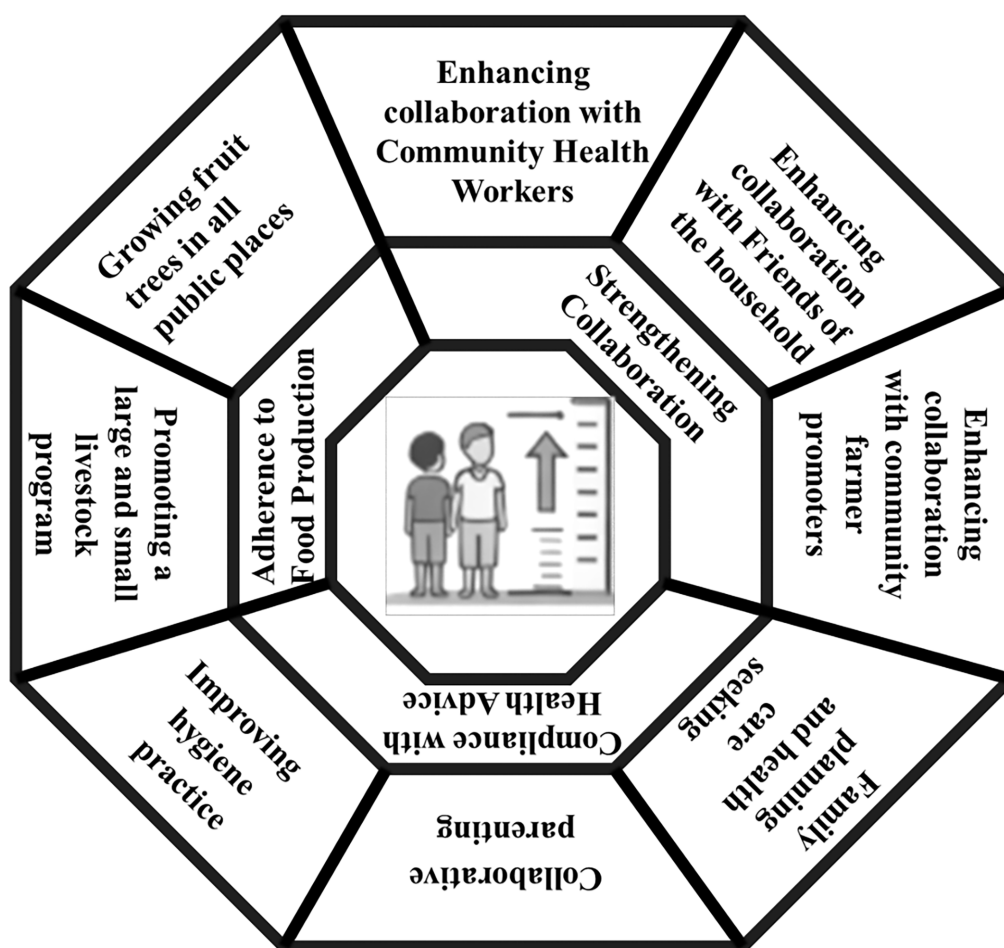 Enhancing
collaboration with
Community Health
Workers
Enhancing
collaboration
with Friends of
the household
Enhancing
collaboration
with community
farmer
promoters
Family
planning
and health
care
seeking
Collaborative
parenting
Improving
hygiene
practice
Promoting a
large and small
livestock
program
Growing fruit
trees in all
public places
Strengthening
Collaboration
Compliance with
Health Advice
Adherence to
Food Production